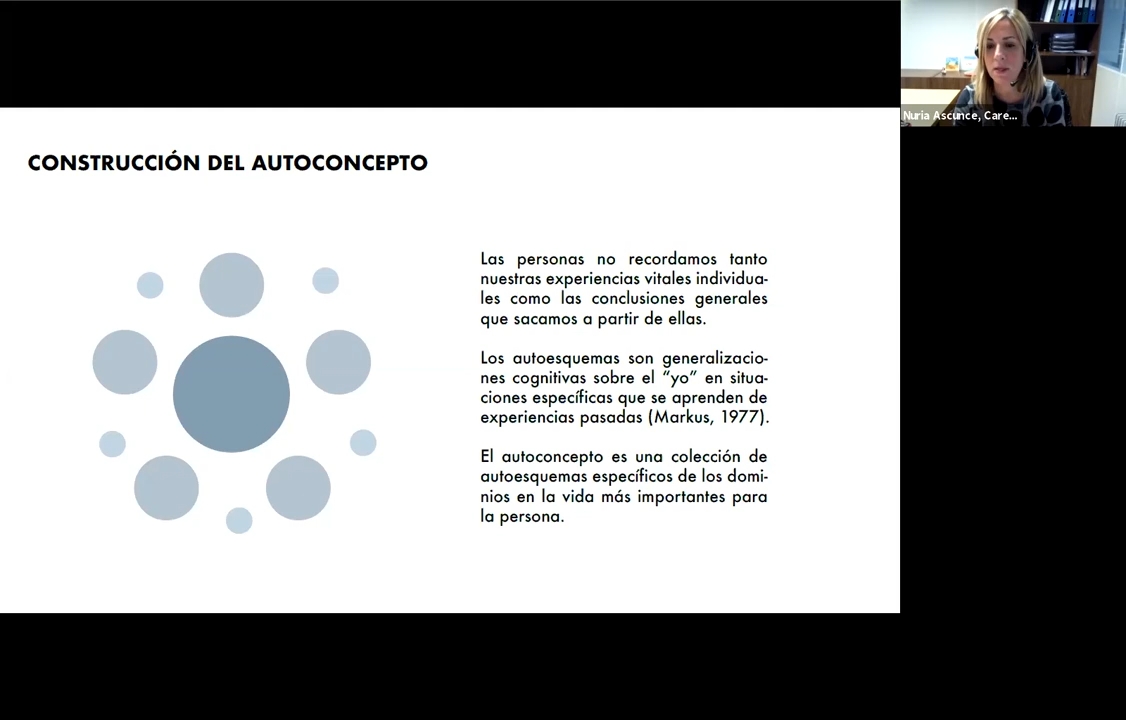 Nuria Ascunce, Care...
CONSTRUCCIÓN DEL AUTOCONCEPTO
Las personas no recordamos tanto
nuestras experiencias vitales individua-
les como las conclusiones generales
que sacamos a partir de ellas.
Los autoesquemas son generalizacio-
nes cognitivas sobre el “yo” en situa-
ciones específicas que se aprenden de
experiencias pasadas (Markus, 1977).
El autoconcepto es una colección de
autoesquemas específicos de los domi-
nios en la vida más importantes para
la persona.